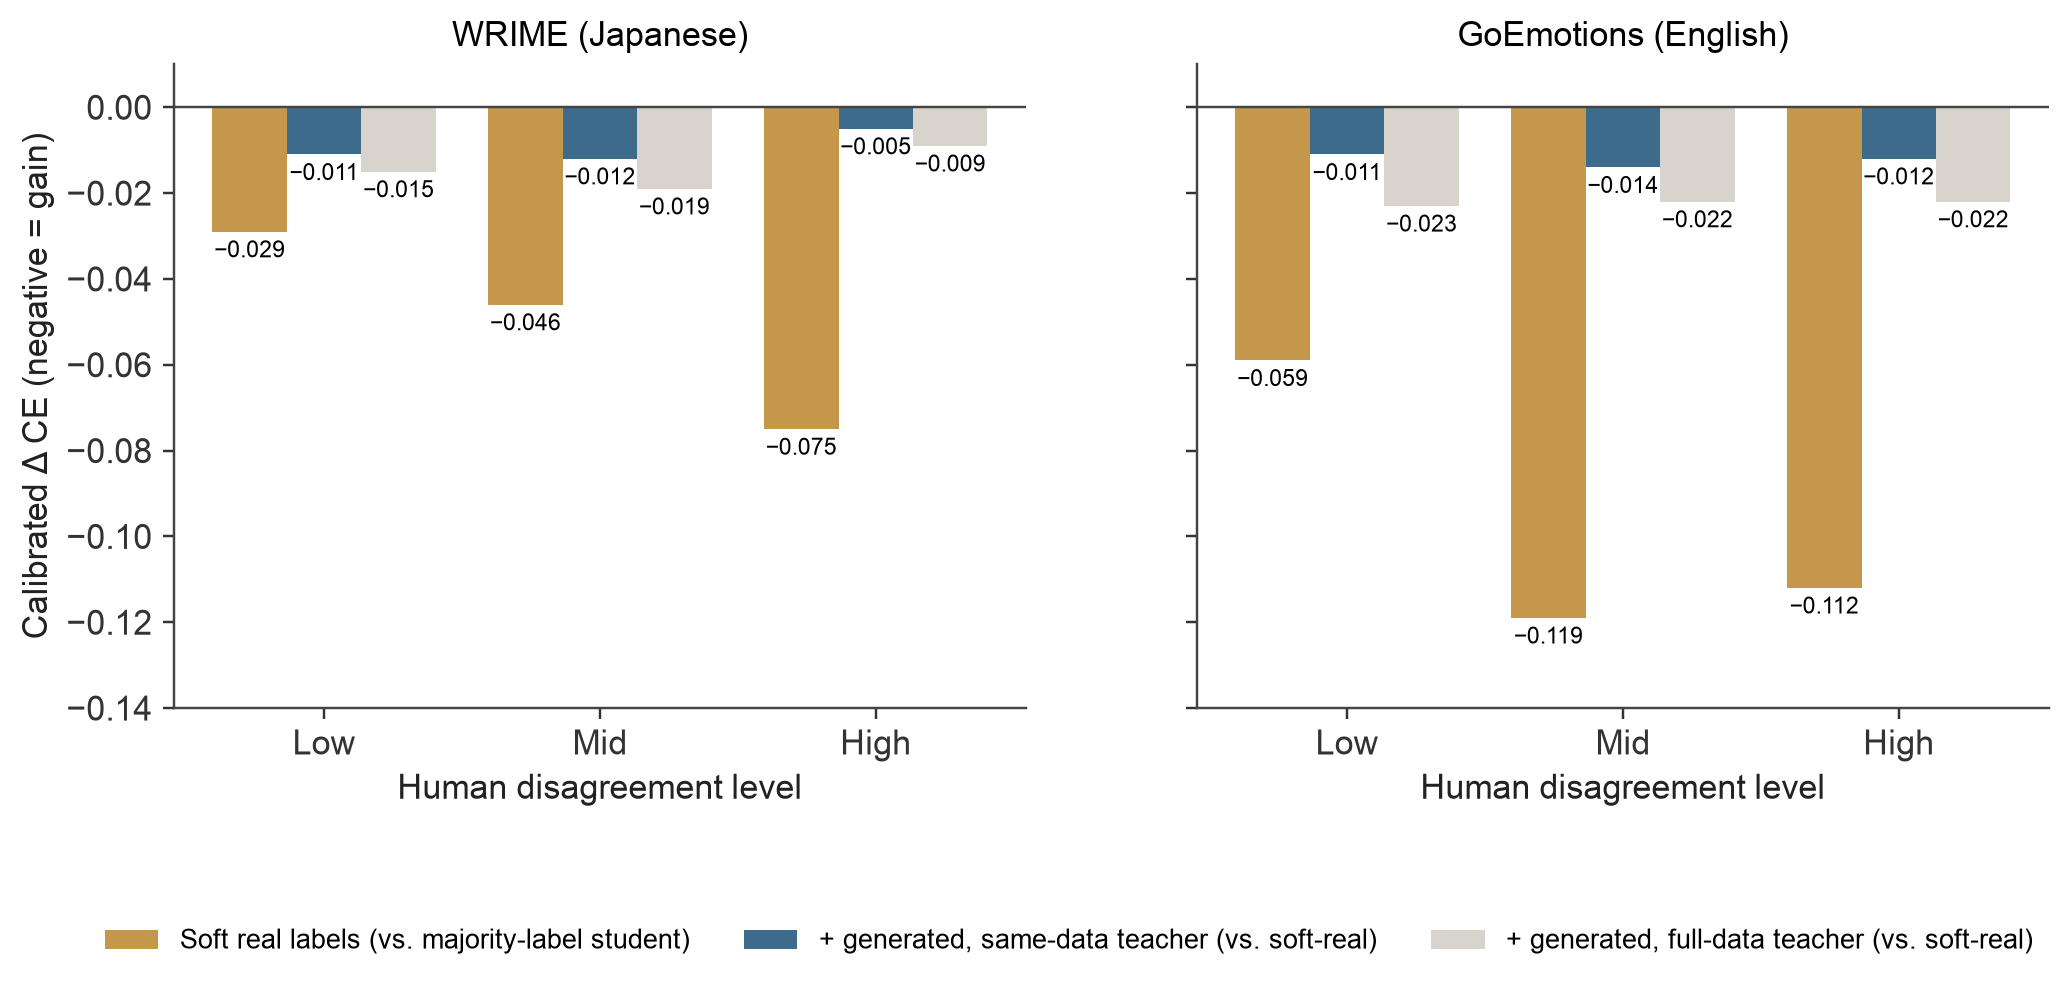 WRIME (Japanese)
GoEmotions (English)
Calibrated Δ CE (negative = gain)
0.00
−0.02
−0.04
−0.06
−0.08
−0.10
−0.12
−0.14
−0.029
−0.011
−0.015
−0.046
−0.012
−0.019
−0.075
−0.005
−0.009
Low
Mid
High
Human disagreement level
−0.059
−0.011
−0.023
−0.119
−0.014
−0.022
−0.112
−0.012
−0.022
Low
Mid
High
Human disagreement level
Soft real labels (vs. majority-label student)
+ generated, same-data teacher (vs. soft-real)
+ generated, full-data teacher (vs. soft-real)